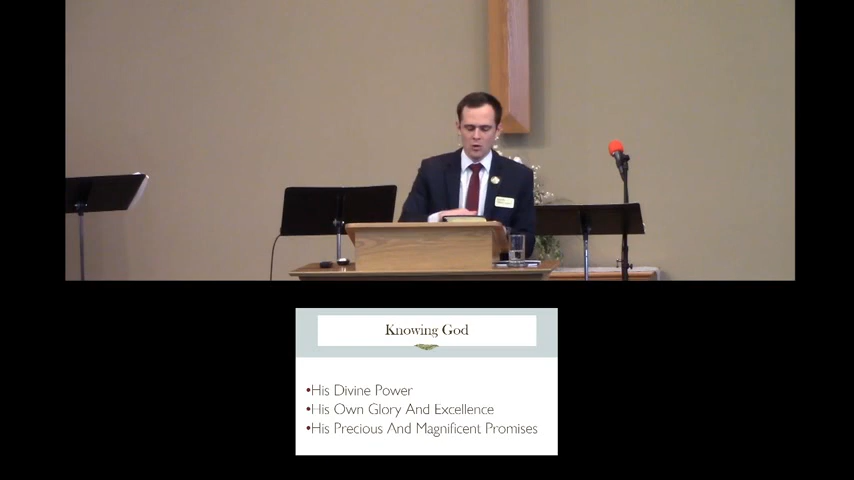 Knowing God
•His Divine Power
•His Own Glory And Excellence
•His Precious And Magnificent Promises